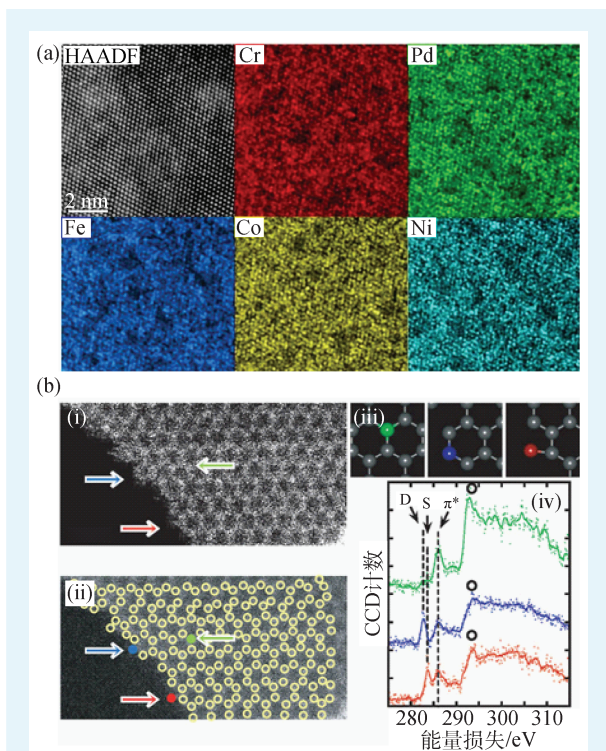 (a)
HAADF Cr Pd
2 nm
Fe Co Ni
(b)
(i) (iii)
(iv)
D S π*
(ii)
CCD计数
280 290 300 310
能量损失/eV